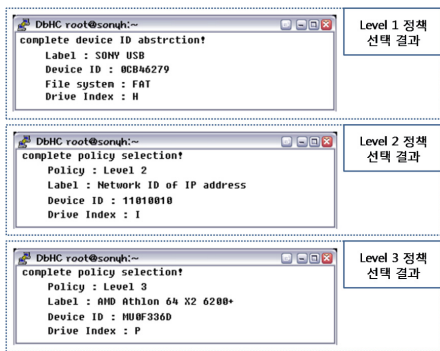 DbHC root@sonyh:~
complete device ID abstrction!
Label : SONY USB
Device ID : 0CB46279
File system : FAT
Drive Index : H
Level 1 정책
선택 결과
DbHC root@sonyh:~
complete policy selection!
Policy : Level 2
Label : Network ID of IP address
Device ID : 11010010
Drive Index : I
Level 2 정책
선택 결과
DbHC root@sonyh:~
complete policy selection!
Policy : Level 3
Label : AMD Athlon 64 X2 6200+
Device ID : MU0F336D
Drive Index : P
Level 3 정책
선택 결과